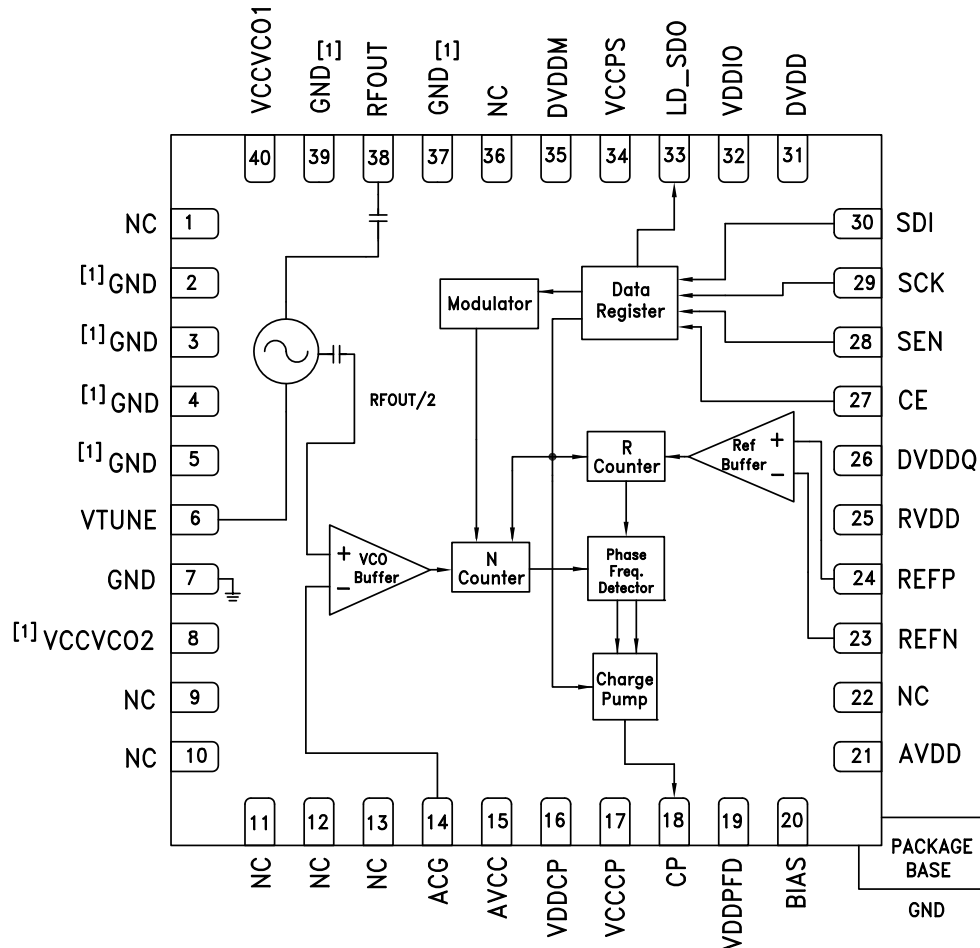 VCCVCO1
GND[1]
RFOUT
GND[1]
NC
DVDDM
VCCPS
LD_SDO
VDDIO
DVDD
40
39
38
37
36
35
34
33
32
31
NC 1
[1]GND 2
[1]GND 3
[1]GND 4
[1]GND 5
VTUNE 6
GND 7
[1]VCCVCO2 8
NC 9
NC 10
30 SDI
29 SCK
28 SEN
27 CE
26 DVDDQ
25 RVDD
24 REFP
23 REFN
22 NC
21 AVDD
Modulator
Data
Register
RFOUT/2
R
Counter
Ref
Buffer
+
−
+
−
VCO
Buffer
N
Counter
Phase
Freq.
Detector
Charge
Pump
11
12
13
14
15
16
17
18
19
20
NC
NC
NC
ACG
AVCC
VDDCP
VCCCP
CP
VDDPFD
BIAS
PACKAGE
BASE
GND